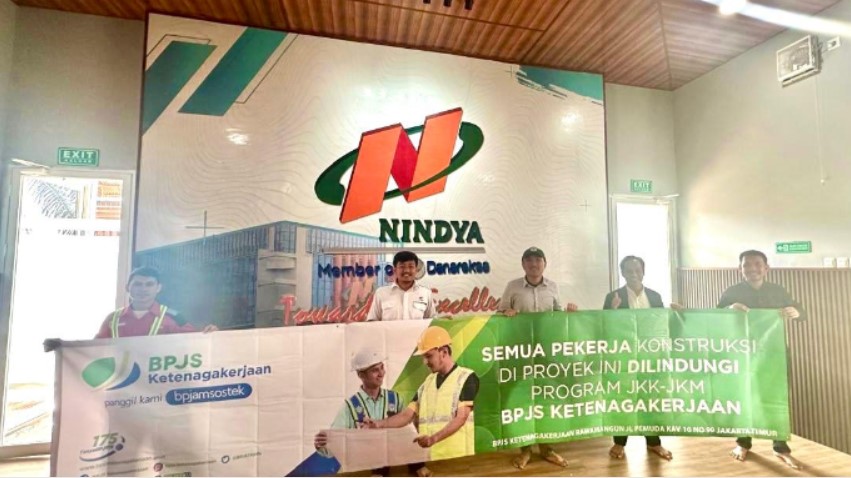 EXIT
EXIT
NINDYA
Member of Danareksa
BPJS
Ketenagakerjaan
panggil kami bpjamsostek
175
SEMUA PEKERJA KONSTRUKSI
DI PROYEK INI DILINDUNGI
PROGRAM JKK-JKM
BPJS KETENAGAKERJAAN
BPJS KETENAGAKERJAAN RAWAMANGUN JL PEMUDA KAV 10 NO 90 JAKARTA TIMUR